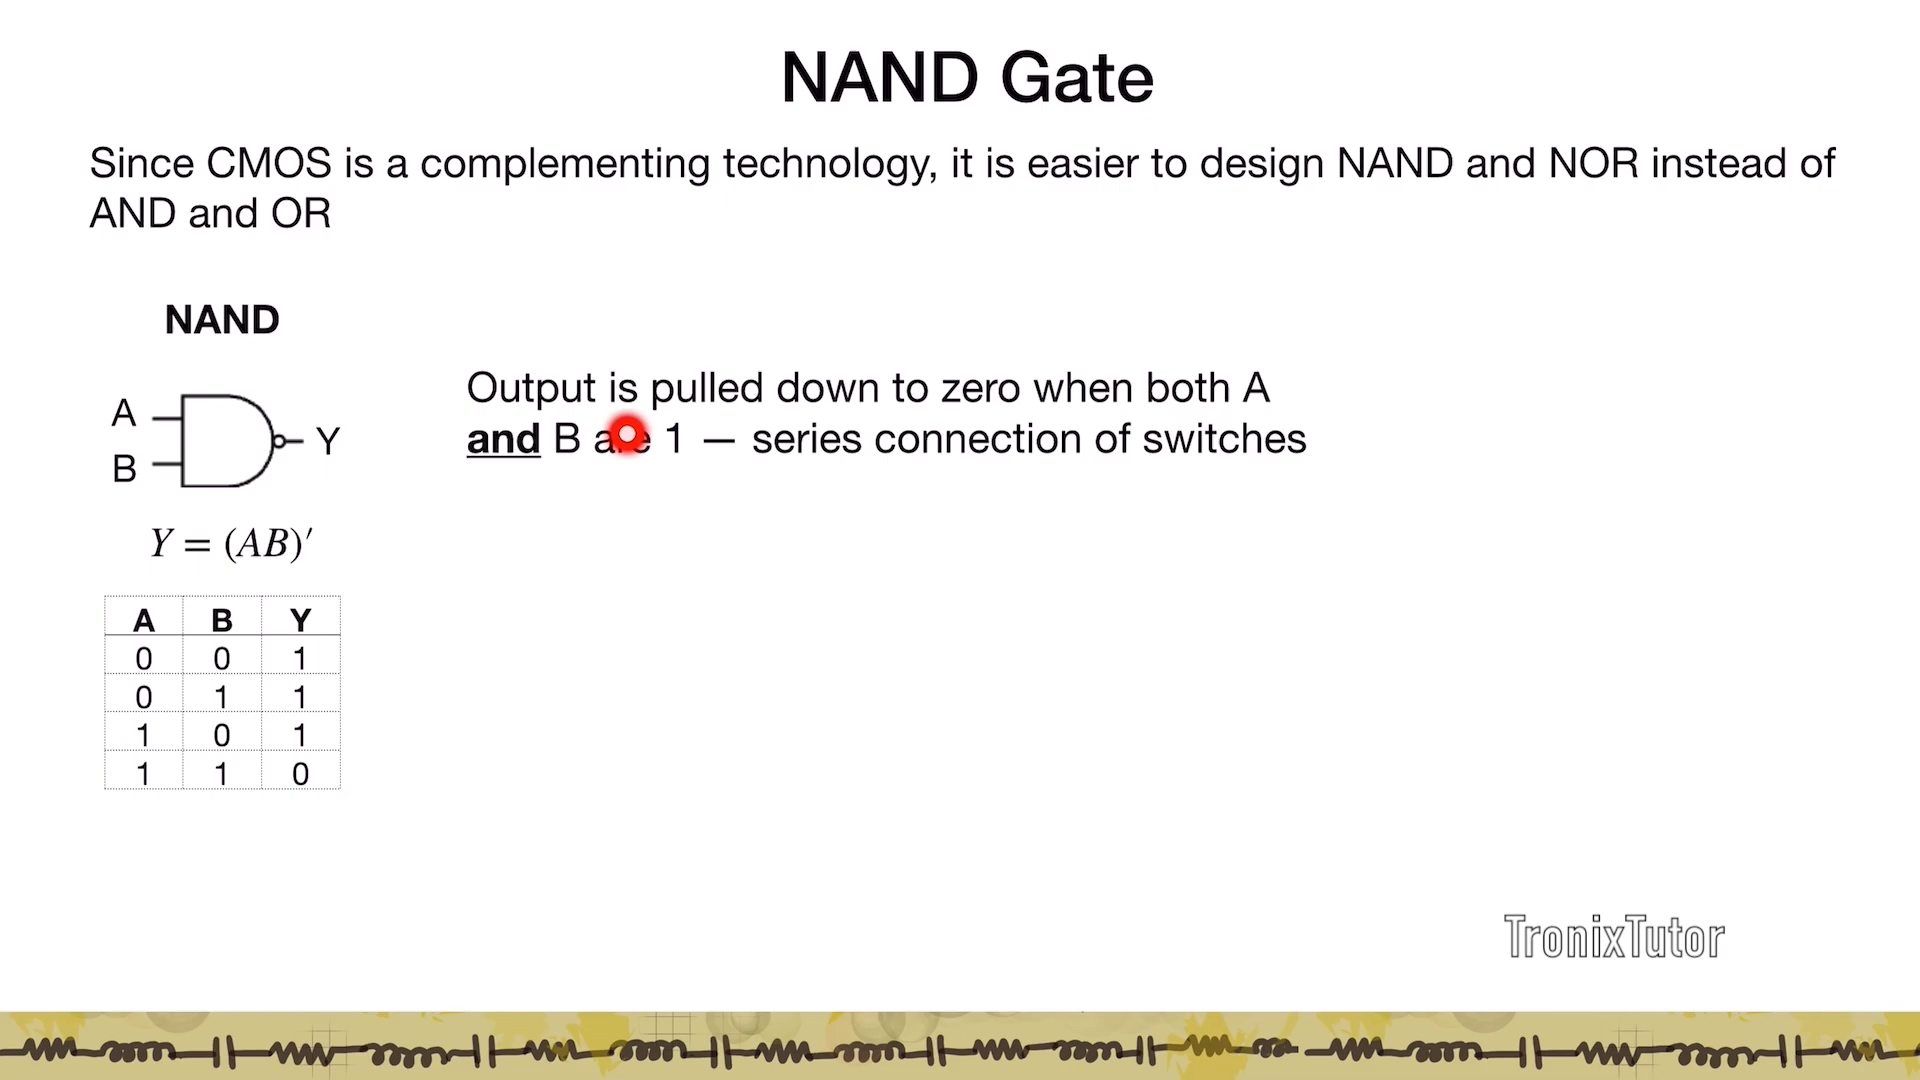 NAND Gate
Since CMOS is a complementing technology, it is easier to design NAND and NOR instead of
AND and OR
NAND
A
B
Y
Y = (AB)′
Output is pulled down to zero when both A
and B are 1 — series connection of switches
A B Y
0 0 1
0 1 1
1 0 1
1 1 0
TronixTutor